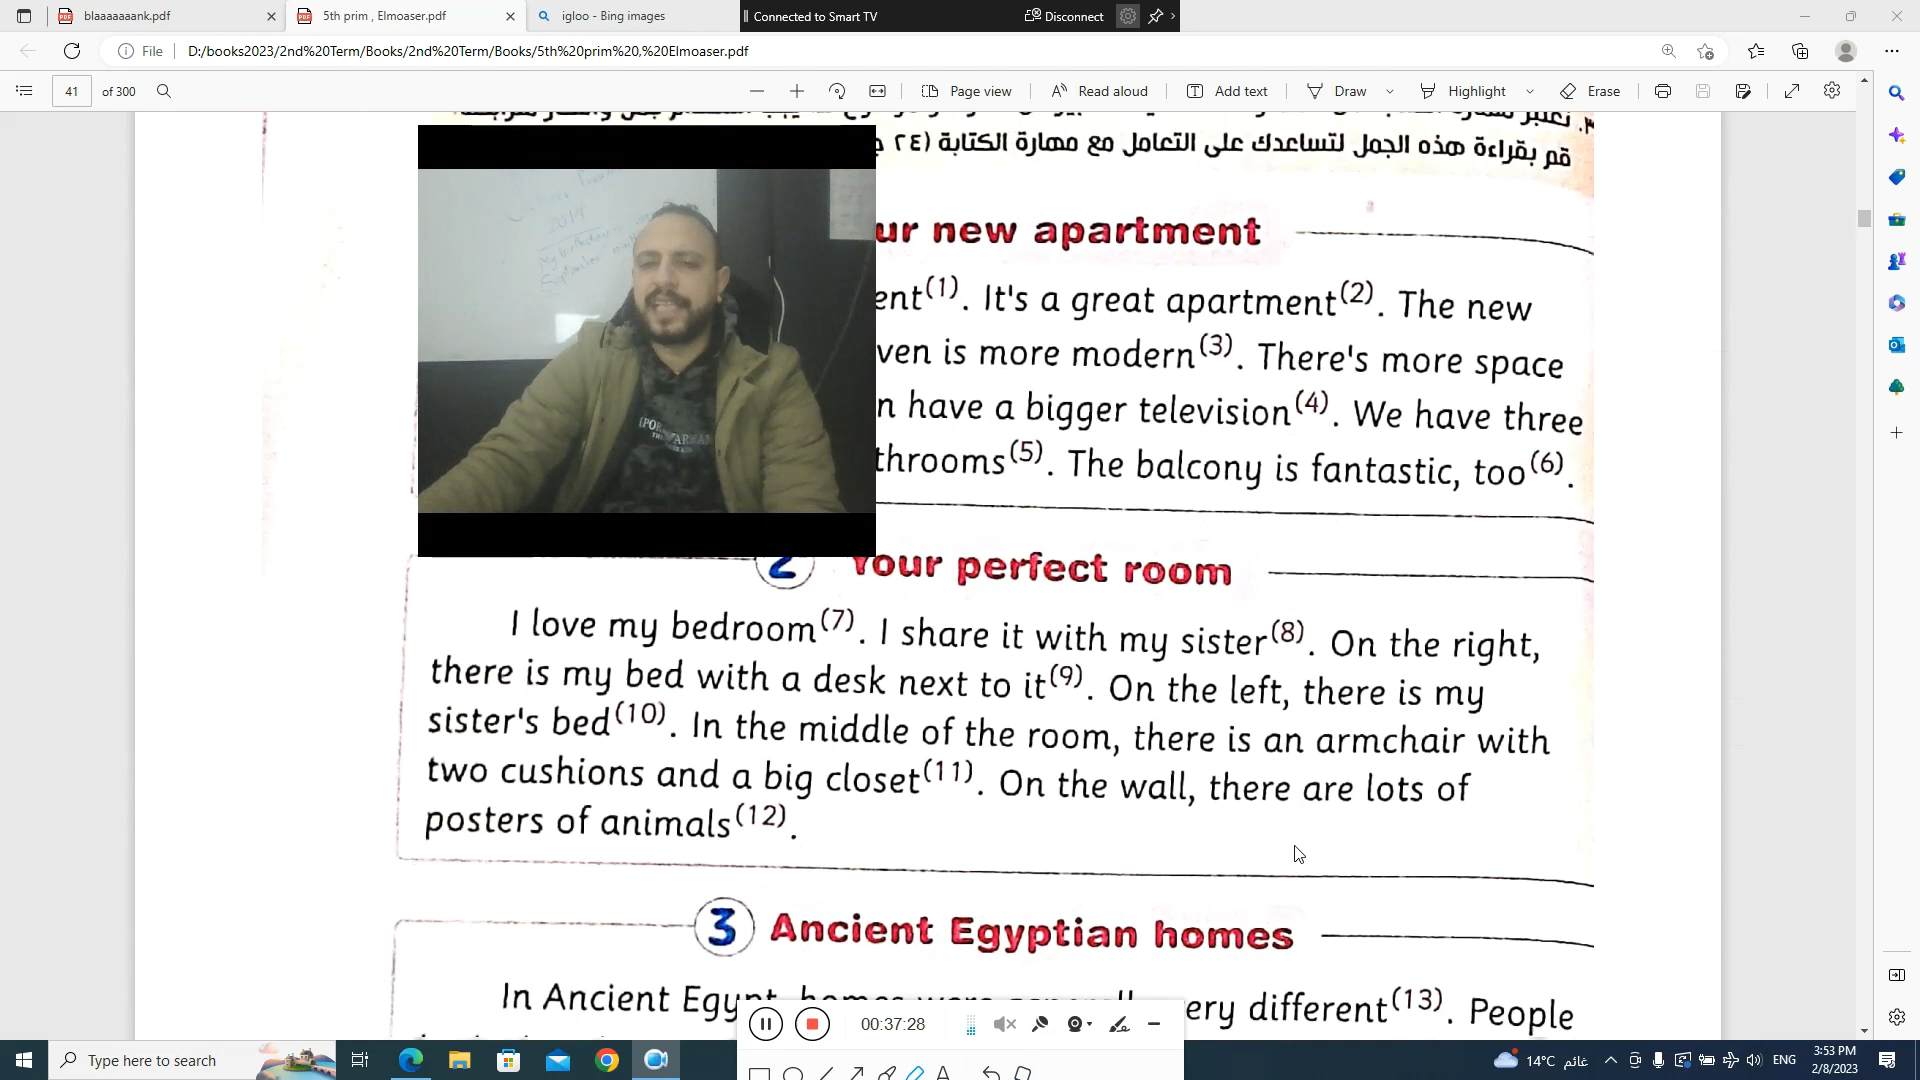 blaaaaaaank.pdf
5th prim , Elmoaser.pdf
igloo - Bing images
Connected to Smart TV
Disconnect
File
D:/books2023/2nd%20Term/Books/2nd%20Term/Books/5th%20prim%20,%20Elmoaser.pdf
41 of 300
Page view
Read aloud
Add text
Draw
Highlight
Erase
قم بقراءة هذه الجمل لتساعدك على التعامل مع مهارة الكتابة (٢٤
ur new apartment
ent(1). It's a great apartment(2). The new
ven is more modern(3). There's more space
n have a bigger television(4). We have three
throoms(5). The balcony is fantastic, too(6).
2 Your perfect room
I love my bedroom(7). I share it with my sister(8). On the right,
there is my bed with a desk next to it(9). On the left, there is my
sister's bed(10). In the middle of the room, there is an armchair with
two cushions and a big closet(11). On the wall, there are lots of
posters of animals(12).
3 Ancient Egyptian homes
In Ancient Egypt, homes were generally very different(13). People
2014
00:37:28
Type here to search
14°C غائم
ENG
3:53 PM
2/8/2023